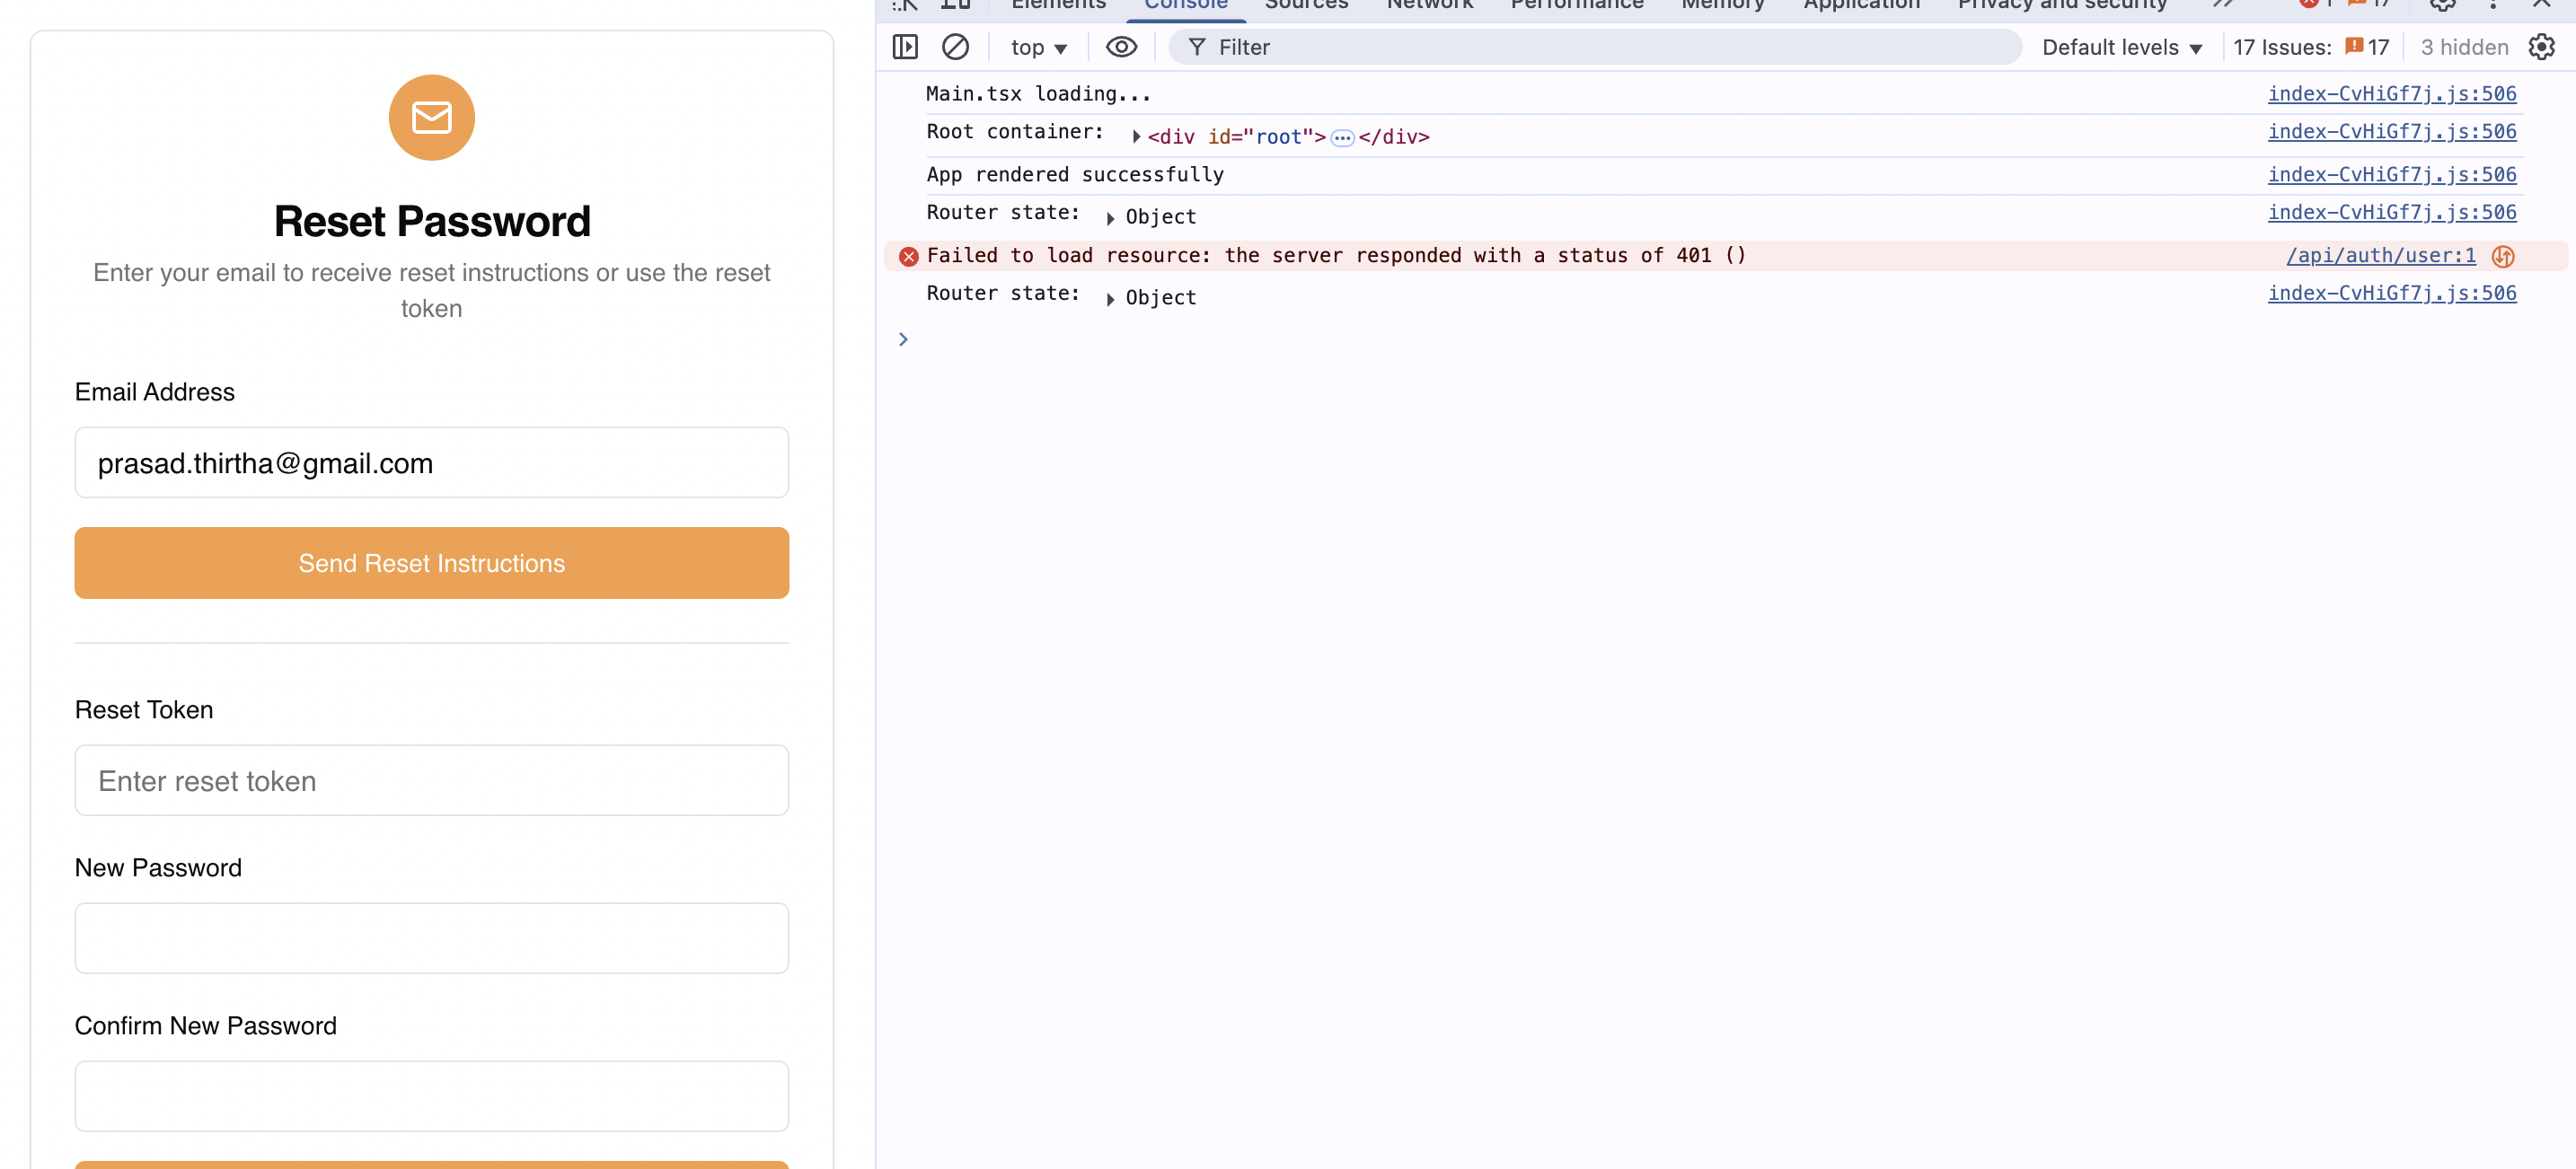 Reset Password
Enter your email to receive reset instructions or use the reset
token
Email Address
prasad.thirtha@gmail.com
Send Reset Instructions
Reset Token
Enter reset token
New Password
Confirm New Password
Elements Console Sources Network Performance Memory Application Privacy and security 1 17
top Filter Default levels 17 Issues: 17 3 hidden
Main.tsx loading... index-CvHiGf7j.js:506
Root container: <div id="root">…</div> index-CvHiGf7j.js:506
App rendered successfully index-CvHiGf7j.js:506
Router state: Object index-CvHiGf7j.js:506
Failed to load resource: the server responded with a status of 401 () /api/auth/user:1
Router state: Object index-CvHiGf7j.js:506